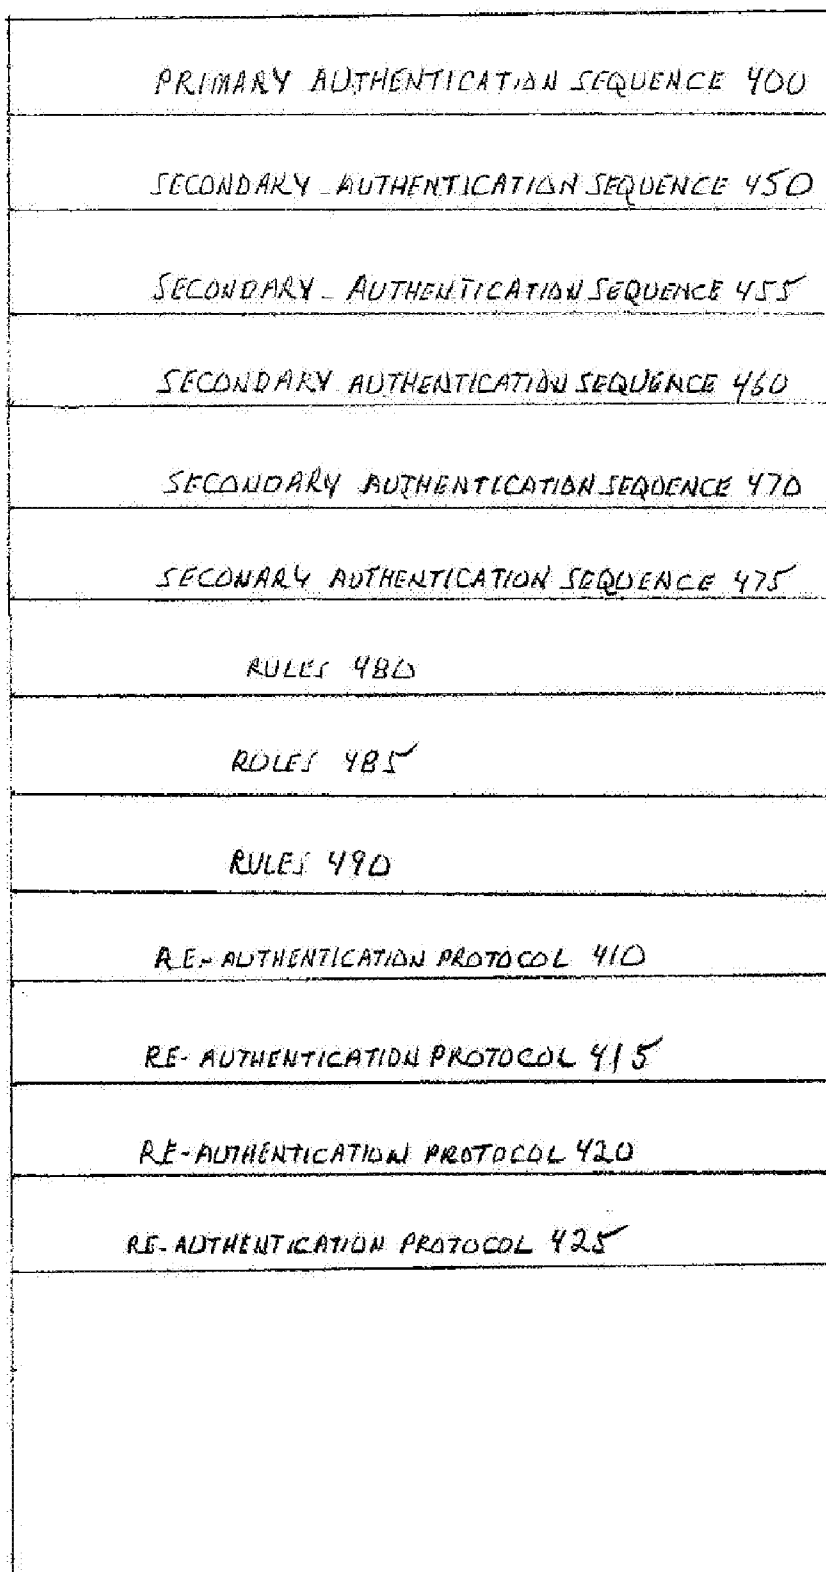 PRIMARY AUTHENTICATION SEQUENCE 400
SECONDARY - AUTHENTICATION SEQUENCE 450
SECONDARY - AUTHENTICATION SEQUENCE 455
SECONDARY AUTHENTICATION SEQUENCE 460
SECONDARY AUTHENTICATION SEQUENCE 470
SECONARY AUTHENTICATION SEQUENCE 475
RULES 480
RULES 485
RULES 490
RE-AUTHENTICATION PROTOCOL 410
RE-AUTHENTICATION PROTOCOL 415
RE-AUTHENTICATION PROTOCOL 420
RE-AUTHENTICATION PROTOCOL 425